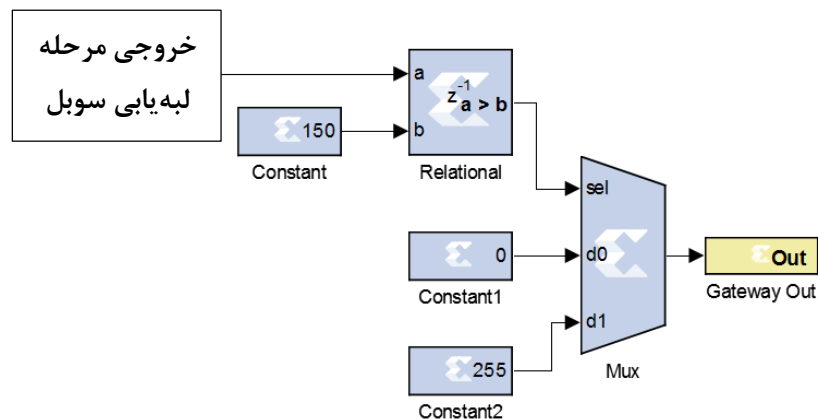 خروجی مرحله
لبه‌یابی سوبل
a
z-1
a > b
b
150
Constant
Relational
sel
0
d0
Constant1
Out
Gateway Out
d1
255
Mux
Constant2